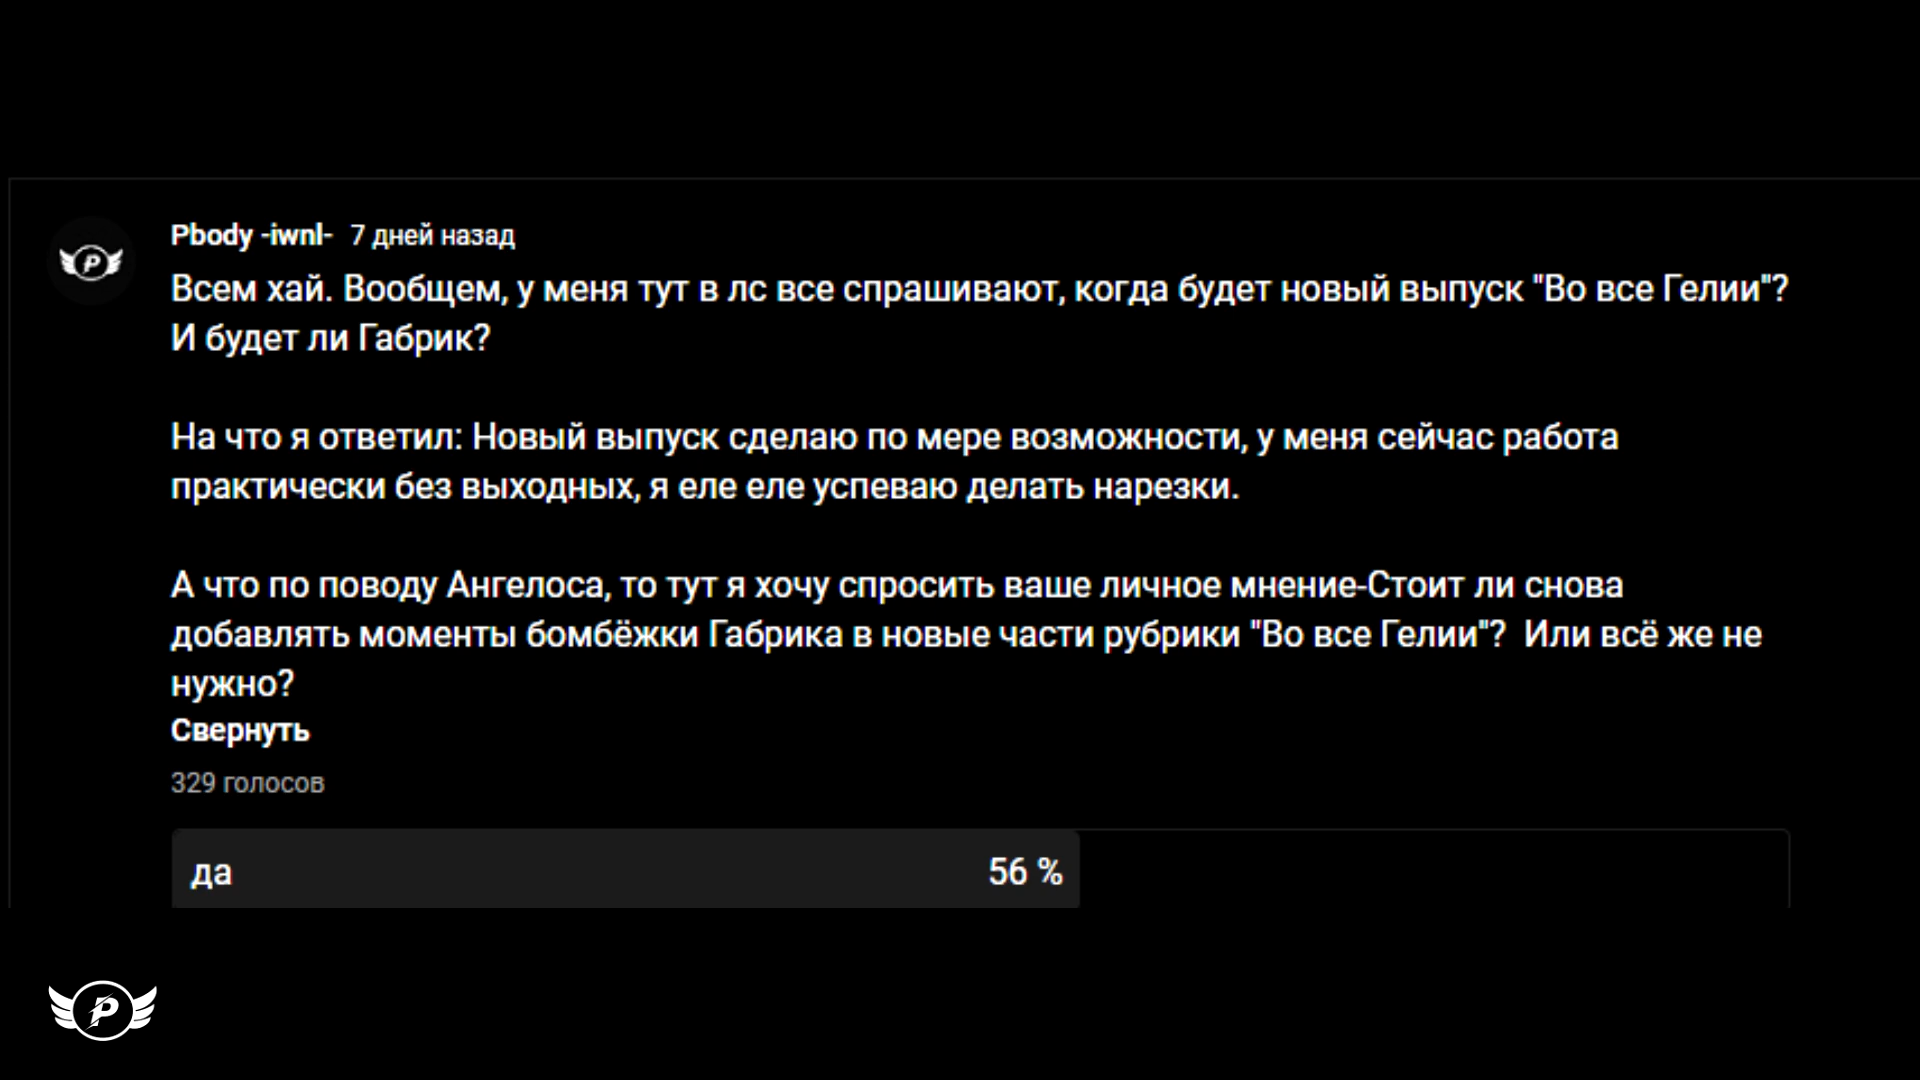 Pbody -iwnl- 7 дней назад
Всем хай. Вообщем, у меня тут в лс все спрашивают, когда будет новый выпуск "Во все Гелии"?
И будет ли Габрик?
На что я ответил: Новый выпуск сделаю по мере возможности, у меня сейчас работа
практически без выходных, я еле еле успеваю делать нарезки.
А что по поводу Ангелоса, то тут я хочу спросить ваше личное мнение-Стоит ли снова
добавлять моменты бомбёжки Габрика в новые части рубрики "Во все Гелии"?  Или всё же не
нужно?
Свернуть
329 голосов
да 56 %
P